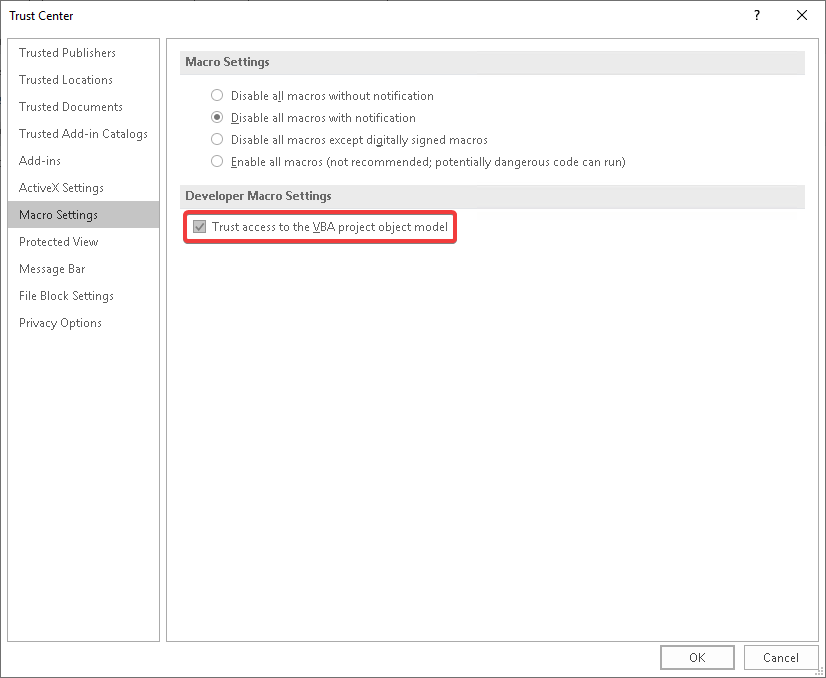 Trust Center
?
Trusted Publishers
Trusted Locations
Trusted Documents
Trusted Add-in Catalogs
Add-ins
ActiveX Settings
Macro Settings
Protected View
Message Bar
File Block Settings
Privacy Options
Macro Settings
Disable all macros without notification
Disable all macros with notification
Disable all macros except digitally signed macros
Enable all macros (not recommended; potentially dangerous code can run)
Developer Macro Settings
Trust access to the VBA project object model
OK
Cancel